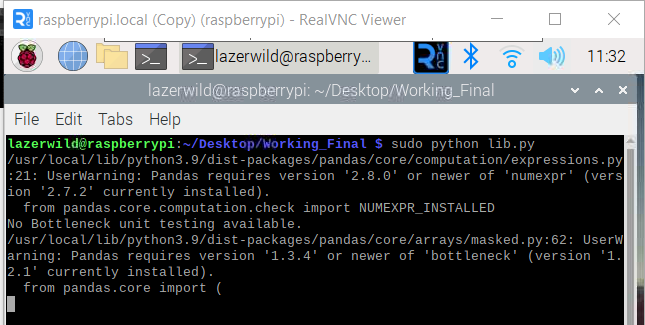 raspberrypi.local (Copy) (raspberrypi) - RealVNC Viewer
lazerwild@raspberry... 11:32
lazerwild@raspberrypi: ~/Desktop/Working_Final
File Edit Tabs Help
lazerwild@raspberrypi:~/Desktop/Working_Final $ sudo python lib.py
/usr/local/lib/python3.9/dist-packages/pandas/core/computation/expressions.py
:21: UserWarning: Pandas requires version '2.8.0' or newer of 'numexpr' (vers
ion '2.7.2' currently installed).
from pandas.core.computation.check import NUMEXPR_INSTALLED
No Bottleneck unit testing available.
/usr/local/lib/python3.9/dist-packages/pandas/core/arrays/masked.py:62: UserW
arning: Pandas requires version '1.3.4' or newer of 'bottleneck' (version '1.
2.1' currently installed).
from pandas.core import (